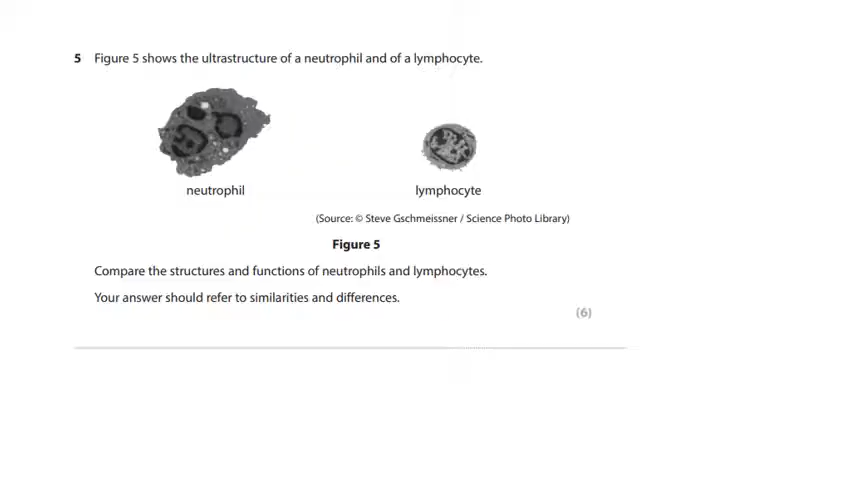 5 Figure 5 shows the ultrastructure of a neutrophil and of a lymphocyte.
neutrophil lymphocyte
(Source: © Steve Gschmeissner / Science Photo Library)
Figure 5
Compare the structures and functions of neutrophils and lymphocytes.
Your answer should refer to similarities and differences.
(6)